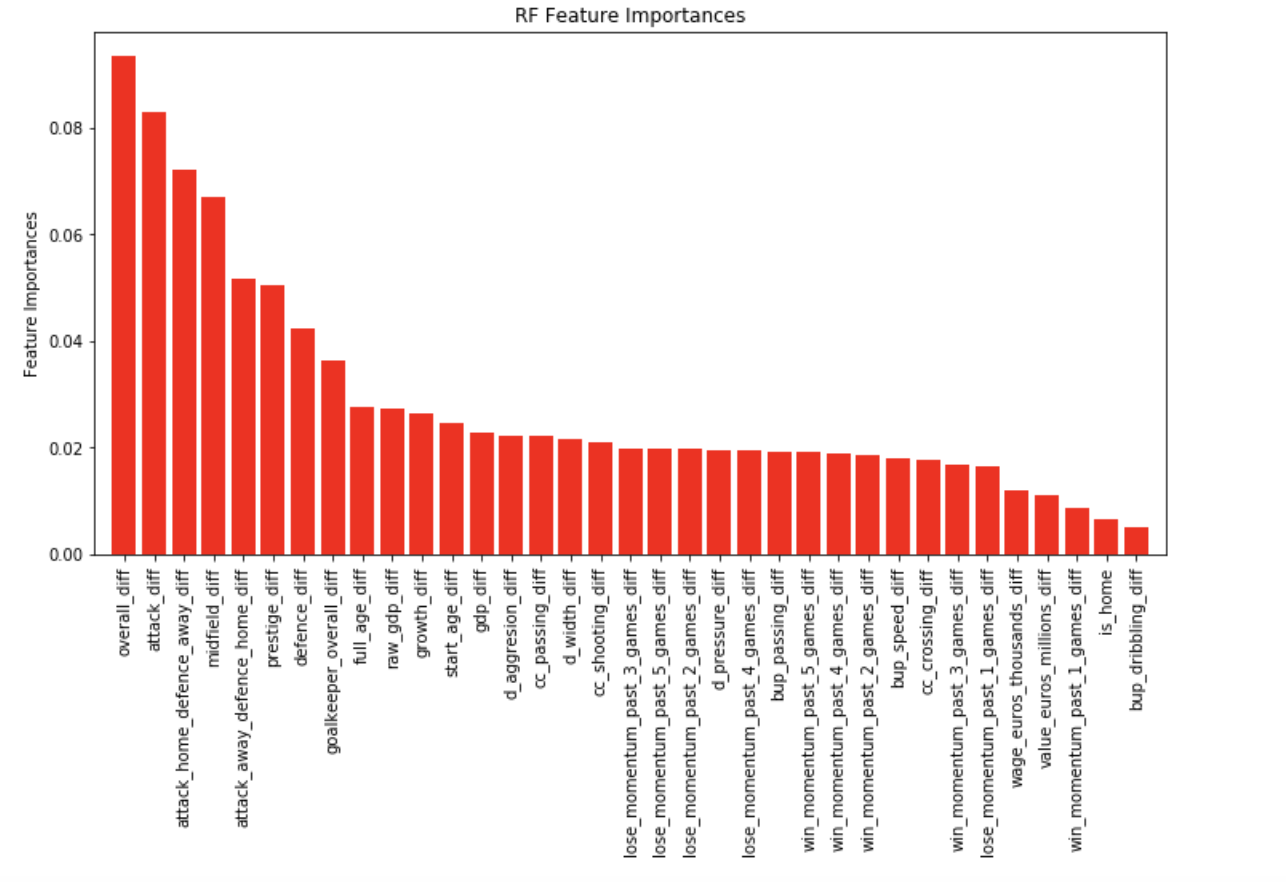 RF Feature Importances
Feature Importances
0.08
0.06
0.04
0.02
0.00
overall_diff
attack_diff
attack_home_defence_away_diff
midfield_diff
attack_away_defence_home_diff
prestige_diff
defence_diff
goalkeeper_overall_diff
full_age_diff
raw_gdp_diff
growth_diff
start_age_diff
gdp_diff
d_aggresion_diff
cc_passing_diff
d_width_diff
cc_shooting_diff
lose_momentum_past_3_games_diff
lose_momentum_past_5_games_diff
lose_momentum_past_2_games_diff
d_pressure_diff
lose_momentum_past_4_games_diff
bup_passing_diff
win_momentum_past_5_games_diff
win_momentum_past_4_games_diff
win_momentum_past_2_games_diff
bup_speed_diff
cc_crossing_diff
win_momentum_past_3_games_diff
lose_momentum_past_1_games_diff
wage_euros_thousands_diff
value_euros_millions_diff
win_momentum_past_1_games_diff
is_home
bup_dribbling_diff